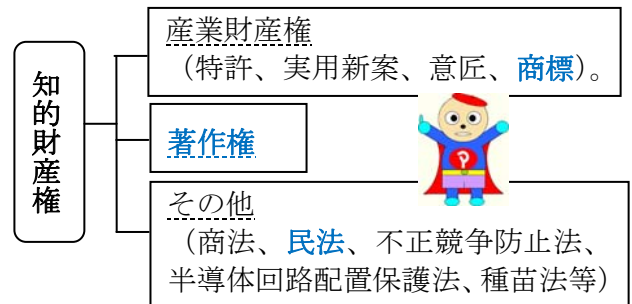 知的財産権
産業財産権
（特許、実用新案、意匠、商標）。
著作権
その他
（商法、民法、不正競争防止法、
半導体回路配置保護法、種苗法等）